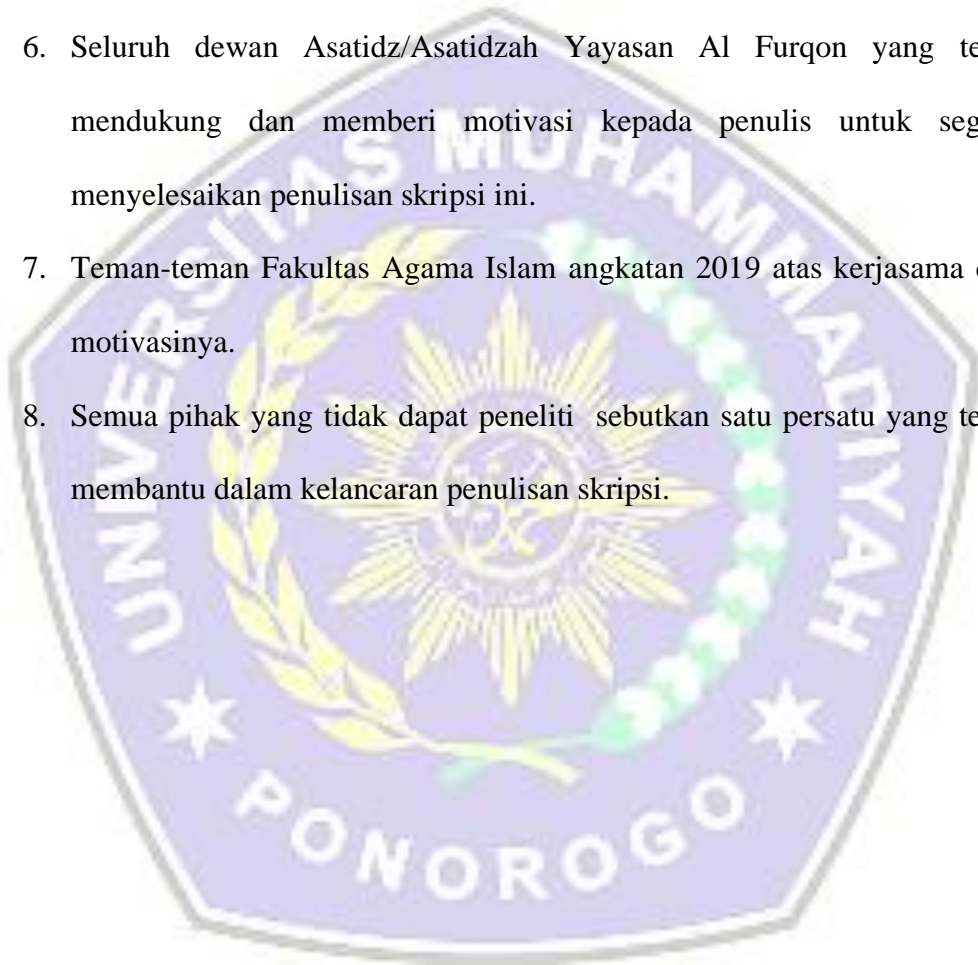 6. Seluruh dewan Asatidz/Asatidzah Yayasan Al Furqon yang te
mendukung dan memberi motivasi kepada penulis untuk seg
menyelesaikan penulisan skripsi ini.
7. Teman-teman Fakultas Agama Islam angkatan 2019 atas kerjasama
motivasinya.
8. Semua pihak yang tidak dapat peneliti sebutkan satu persatu yang te
membantu dalam kelancaran penulisan skripsi.
UNIVERSITAS MUHAMMADIYAH
PONOROGO